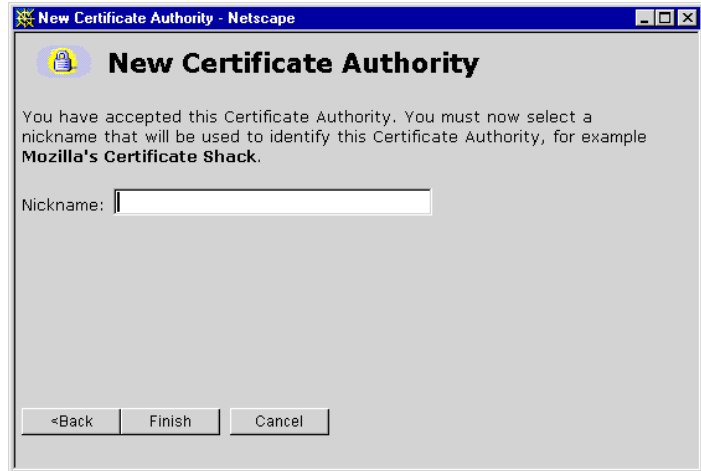 New Certificate Authority - Netscape
New Certificate Authority
You have accepted this Certificate Authority. You must now select a
nickname that will be used to identify this Certificate Authority, for example
Mozilla's Certificate Shack.
Nickname:
<Back Finish Cancel